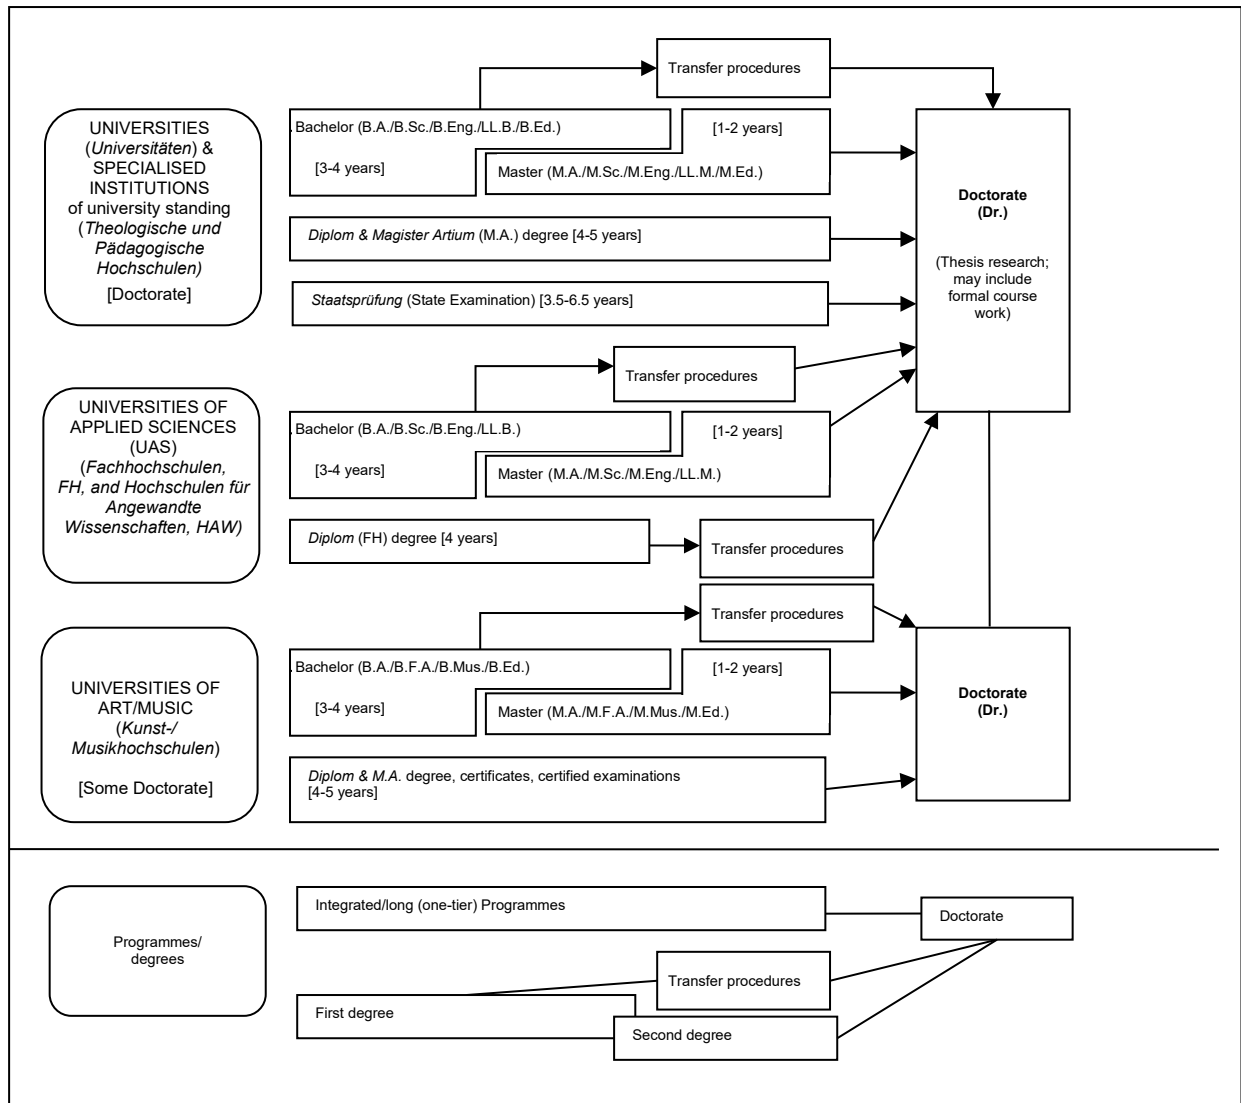 Transfer procedures
UNIVERSITIES
(Universitäten) &
SPECIALISED
INSTITUTIONS
of university standing
(Theologische und
Pädagogische
Hochschulen)
[Doctorate]
. Bachelor (B.A./B.Sc./B.Eng./LL.B./B.Ed.)
[3-4 years]
[1-2 years]
Master (M.A./M.Sc./M.Eng./LL.M./M.Ed.)
Diplom & Magister Artium (M.A.) degree [4-5 years]
Staatsprüfung (State Examination) [3.5-6.5 years]
Doctorate
(Dr.)
(Thesis research;
may include
formal course
work)
Transfer procedures
UNIVERSITIES OF
APPLIED SCIENCES
(UAS)
(Fachhochschulen,
FH, and Hochschulen für
Angewandte
Wissenschaften, HAW)
. Bachelor (B.A./B.Sc./B.Eng./LL.B.)
[3-4 years]
[1-2 years]
Master (M.A./M.Sc./M.Eng./LL.M.)
Diplom (FH) degree [4 years]
Transfer procedures
Transfer procedures
UNIVERSITIES OF
ART/MUSIC
(Kunst-/
Musikhochschulen)
[Some Doctorate]
. Bachelor (B.A./B.F.A./B.Mus./B.Ed.)
[3-4 years]
[1-2 years]
Master (M.A./M.F.A./M.Mus./M.Ed.)
Diplom & M.A. degree, certificates, certified examinations
[4-5 years]
Doctorate
(Dr.)
Programmes/
degrees
Integrated/long (one-tier) Programmes
Doctorate
Transfer procedures
First degree
Second degree